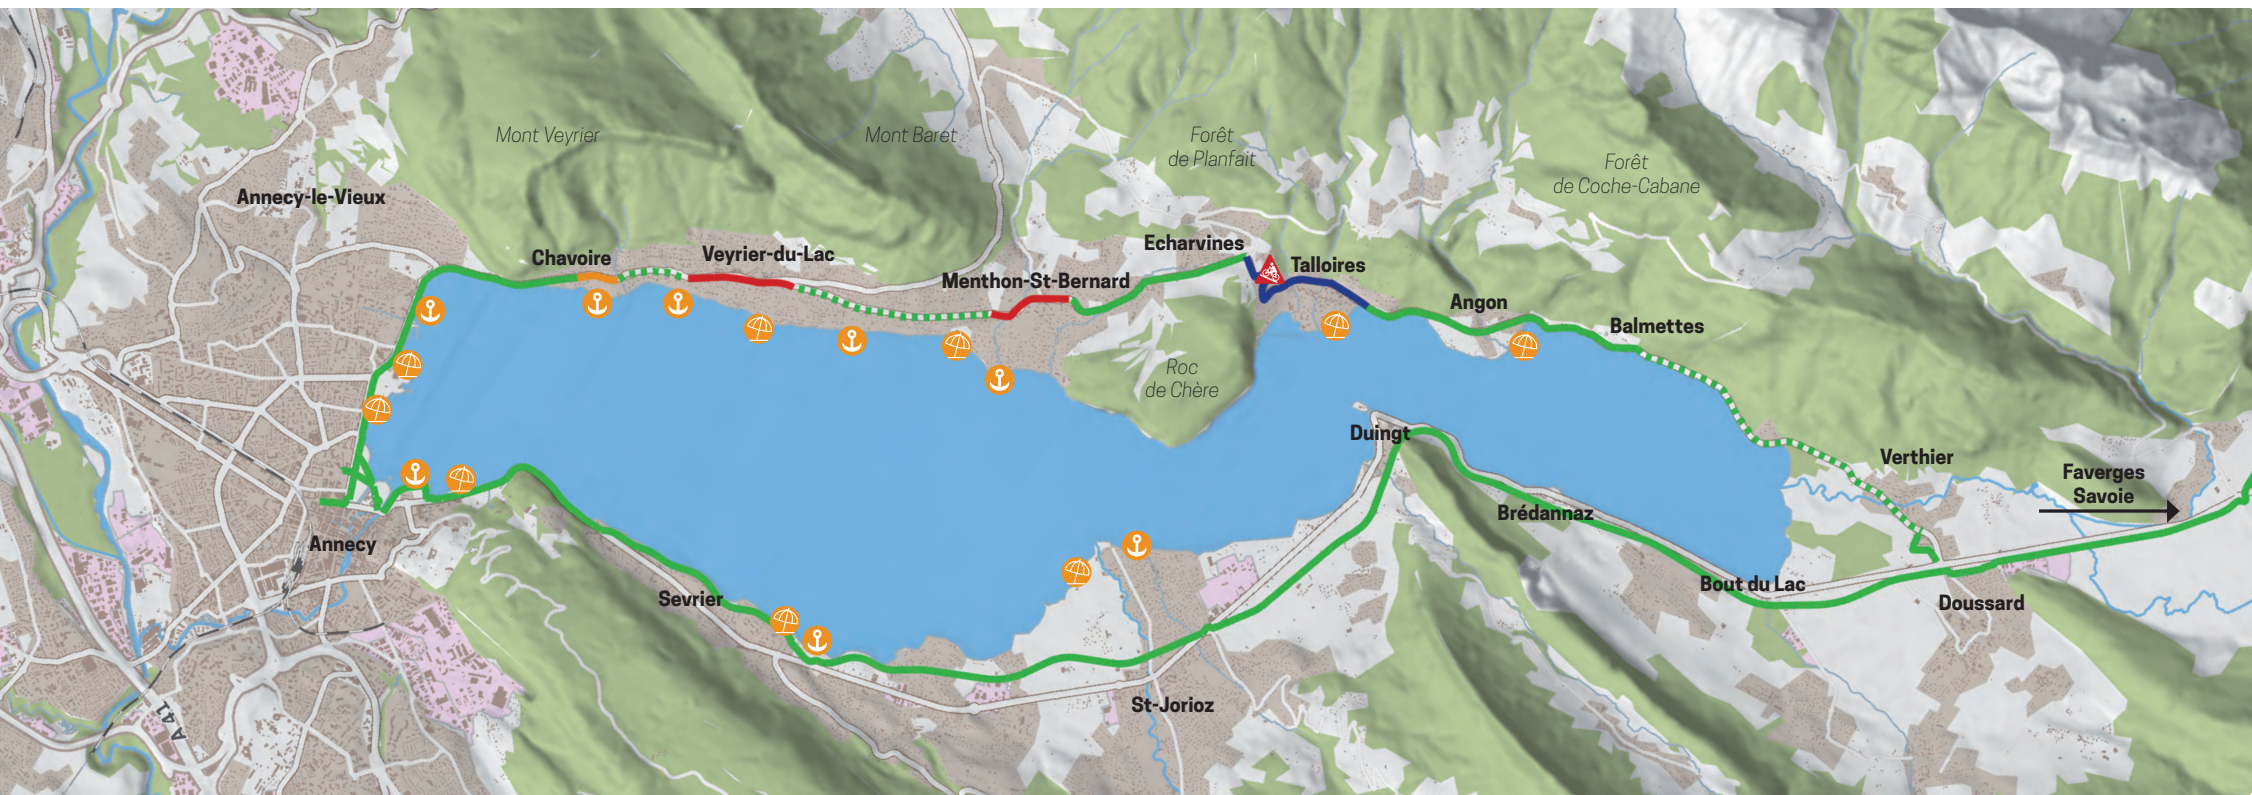 Mont Veyrier
Mont Baret
Forêt
de Planfait
Forêt
de Coche-Cabane
Annecy-le-Vieux
Chavoire
Veyrier-du-Lac
Echarvines
Talloires
Menthon-St-Bernard
Angon
Balmettes
Roc
de Chère
Duingt
Verthier
Faverges
Savoie
Brédannaz
Annecy
Bout du Lac
Sevrier
Doussard
St-Jorioz
A 41